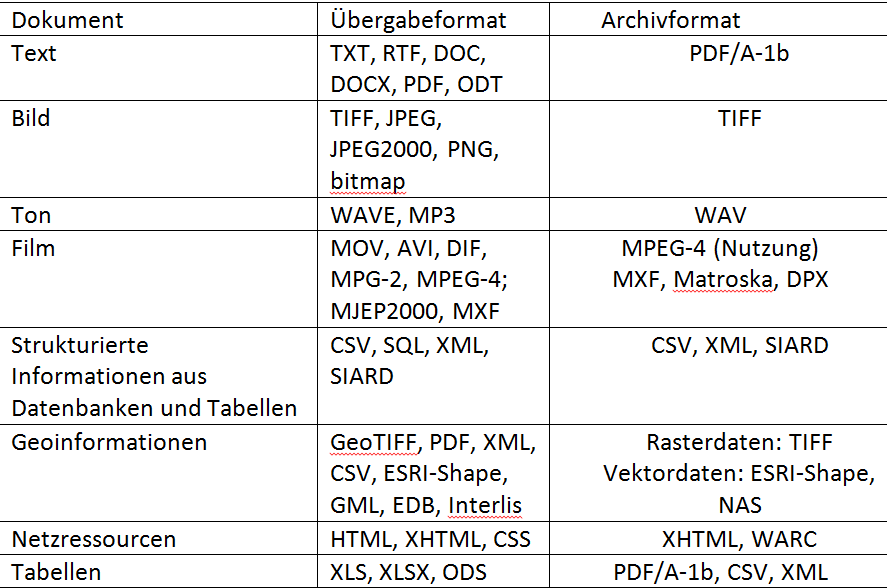 Dokument Übergabeformat Archivformat
Text TXT, RTF, DOC, PDF/A-1b
DOCX, PDF, ODT
Bild TIFF, JPEG, TIFF
JPEG2000, PNG,
bitmap
Ton WAVE, MP3 WAV
Film MOV, AVI, DIF, MPEG-4 (Nutzung)
MPG-2, MPEG-4; MXF, Matroska, DPX
MJEP2000, MXF
Strukturierte CSV, SQL, XML, CSV, XML, SIARD
Informationen aus SIARD
Datenbanken und Tabellen
Geoinformationen GeoTIFF, PDF, XML, Rasterdaten: TIFF
CSV, ESRI-Shape, Vektordaten: ESRI-Shape,
GML, EDB, Interlis NAS
Netzressourcen HTML, XHTML, CSS XHTML, WARC
Tabellen XLS, XLSX, ODS PDF/A-1b, CSV, XML